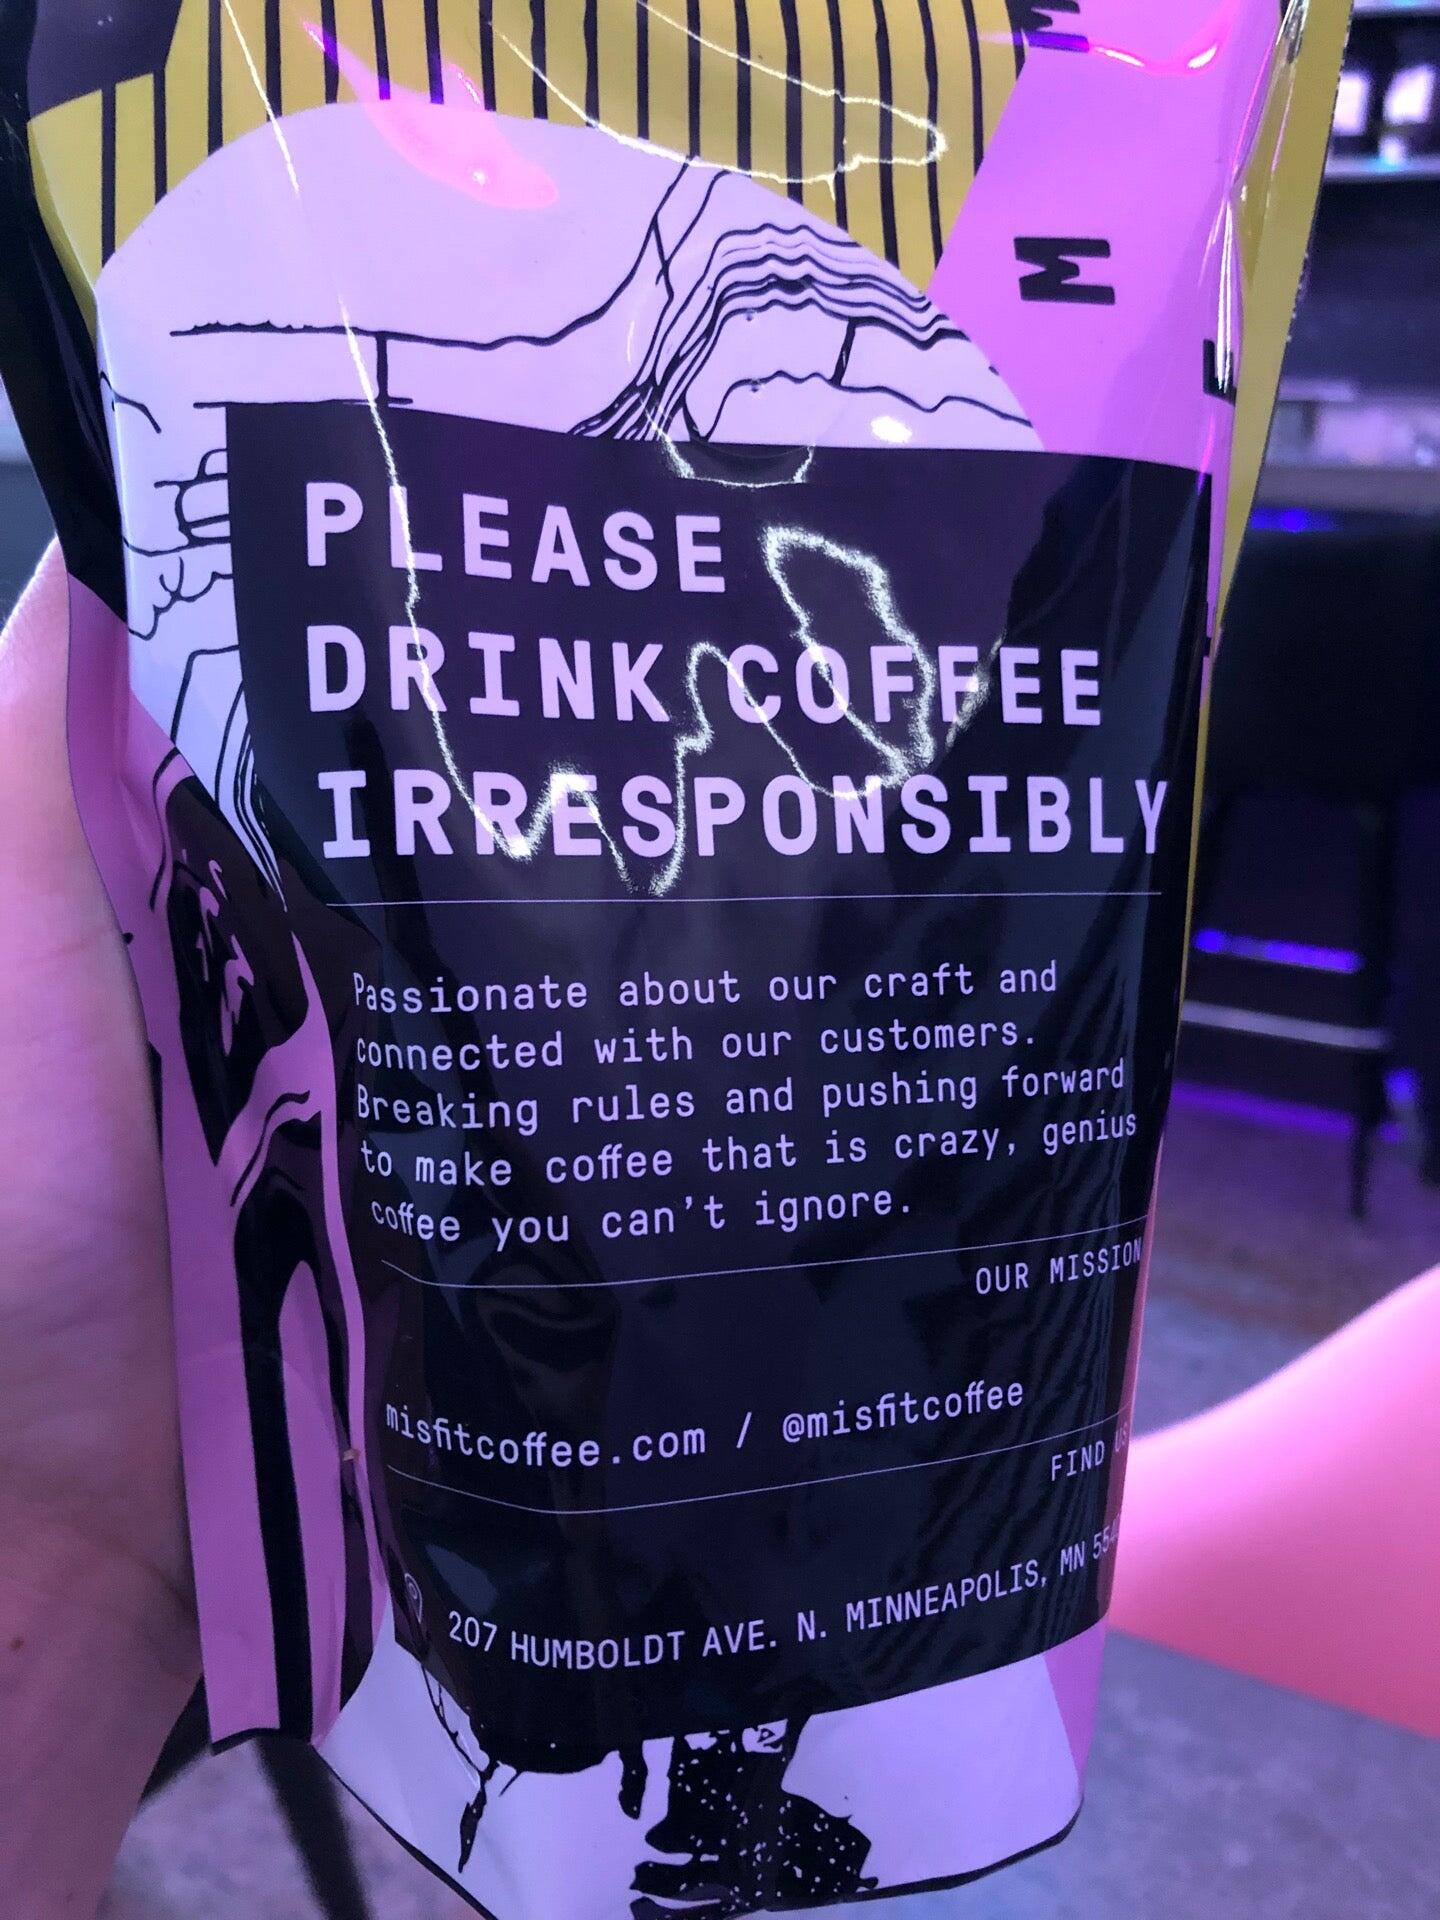 M
M
PLEASE
DRINK COFFEE
IRRESPONSIBLY
Passionate about our craft and
connected with our customers.
Breaking rules and pushing forward
to make coffee that is crazy, genius
coffee you can't ignore.
OUR MISSION
misfitcoffee.com / @misfitcoffee
FIND US
207 HUMBOLDT AVE. N. MINNEAPOLIS, MN